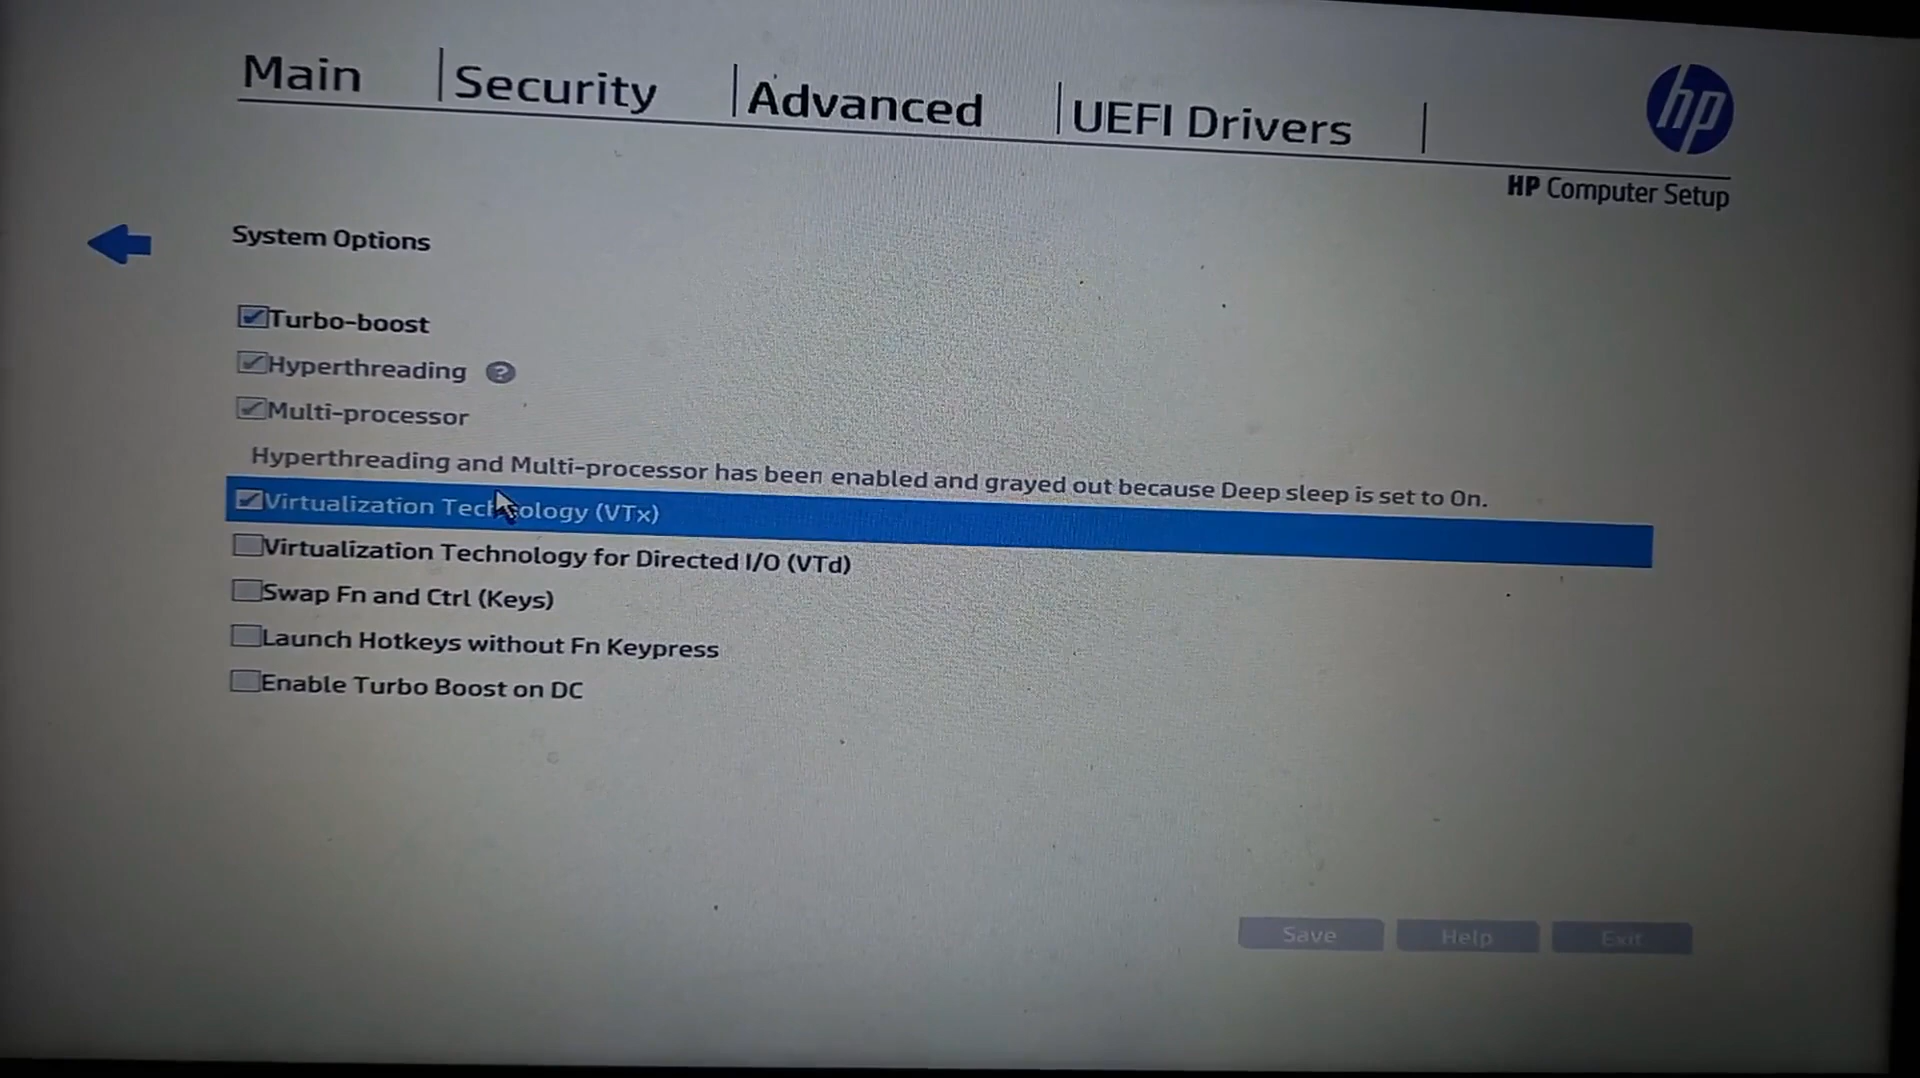 Main
Security
Advanced
UEFI Drivers
hp
HP Computer Setup
System Options
Turbo-boost
Hyperthreading ?
Multi-processor
Hyperthreading and Multi-processor has been enabled and grayed out because Deep sleep is set to On.
Virtualization Technology (VTx)
Virtualization Technology for Directed I/O (VTd)
Swap Fn and Ctrl (Keys)
Launch Hotkeys without Fn Keypress
Enable Turbo Boost on DC
Save
Help
Exit